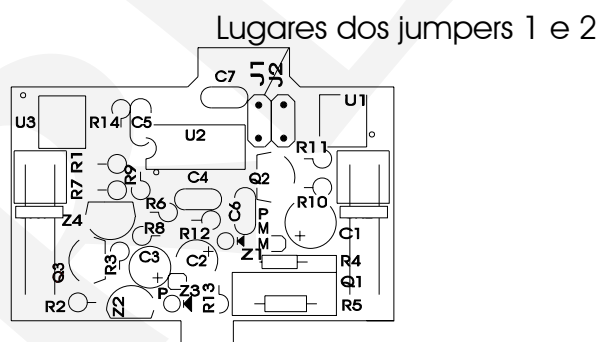 Lugares dos jumpers 1 e 2
C7
J1
J2
U3
R14
C5
U2
U1
R11
R1
R7
R9
C4
Q2
R6
R10
Z4
C6
P
M
M
R12
R8
C1
Z1
Q3
R3
C3
C2
R4
Q1
R2
Z2
P
Z3
R13
R5